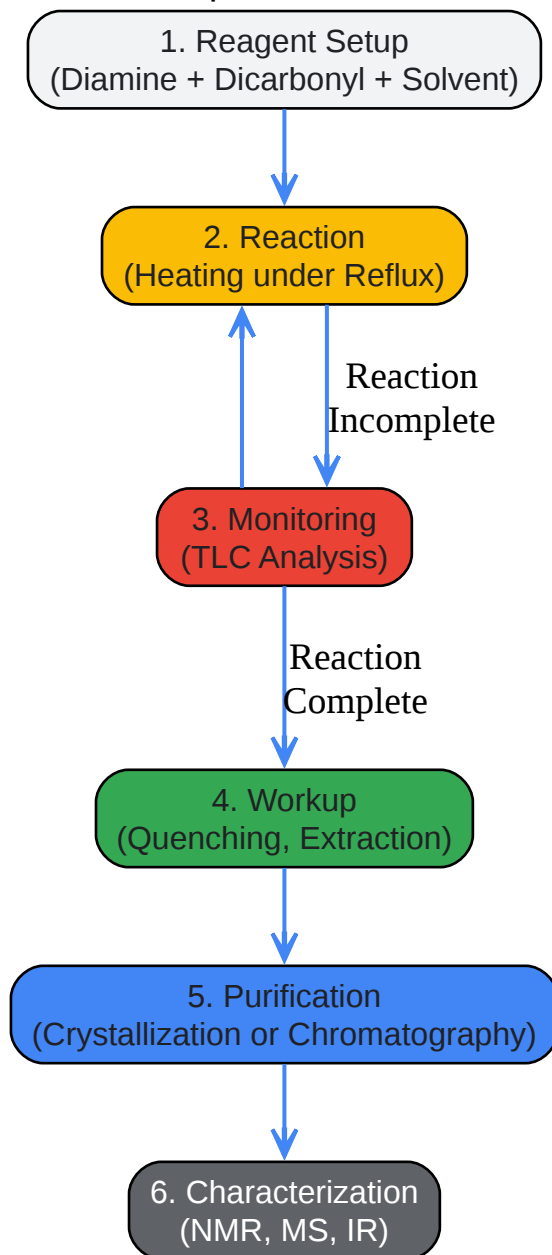 1. Reagent Setup
(Diamine + Dicarbonyl + Solvent)
2. Reaction
(Heating under Reflux)
Reaction
Incomplete
3. Monitoring
(TLC Analysis)
Reaction
Complete
4. Workup
(Quenching, Extraction)
5. Purification
(Crystallization or Chromatography)
6. Characterization
(NMR, MS, IR)